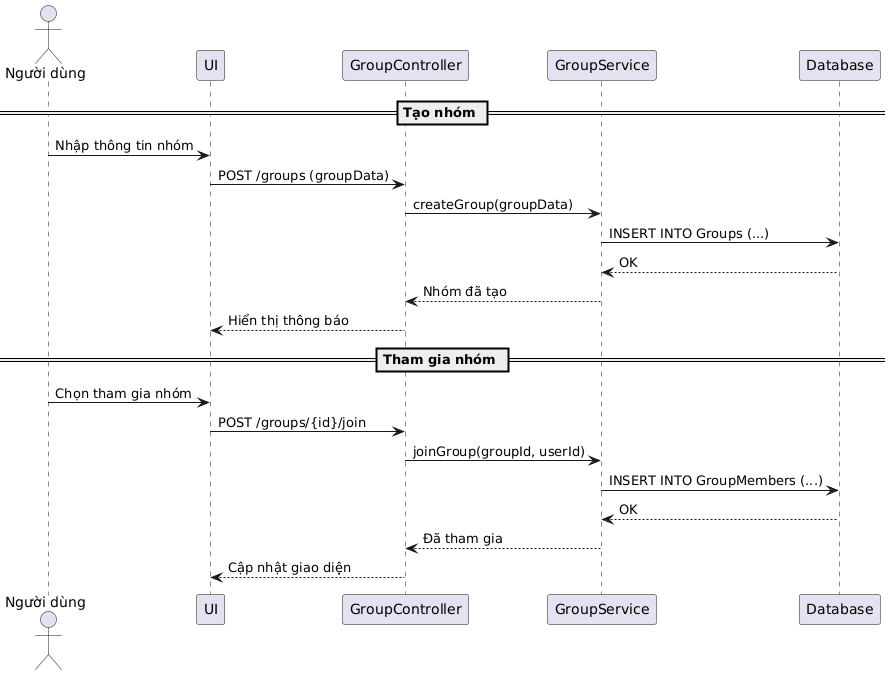 Người dùng
UI
GroupController
GroupService
Database
Tạo nhóm
Nhập thông tin nhóm
POST /groups (groupData)
createGroup(groupData)
INSERT INTO Groups (...)
OK
Nhóm đã tạo
Hiển thị thông báo
Tham gia nhóm
Chọn tham gia nhóm
POST /groups/{id}/join
joinGroup(groupId, userId)
INSERT INTO GroupMembers (...)
OK
Đã tham gia
Cập nhật giao diện
Người dùng
UI
GroupController
GroupService
Database